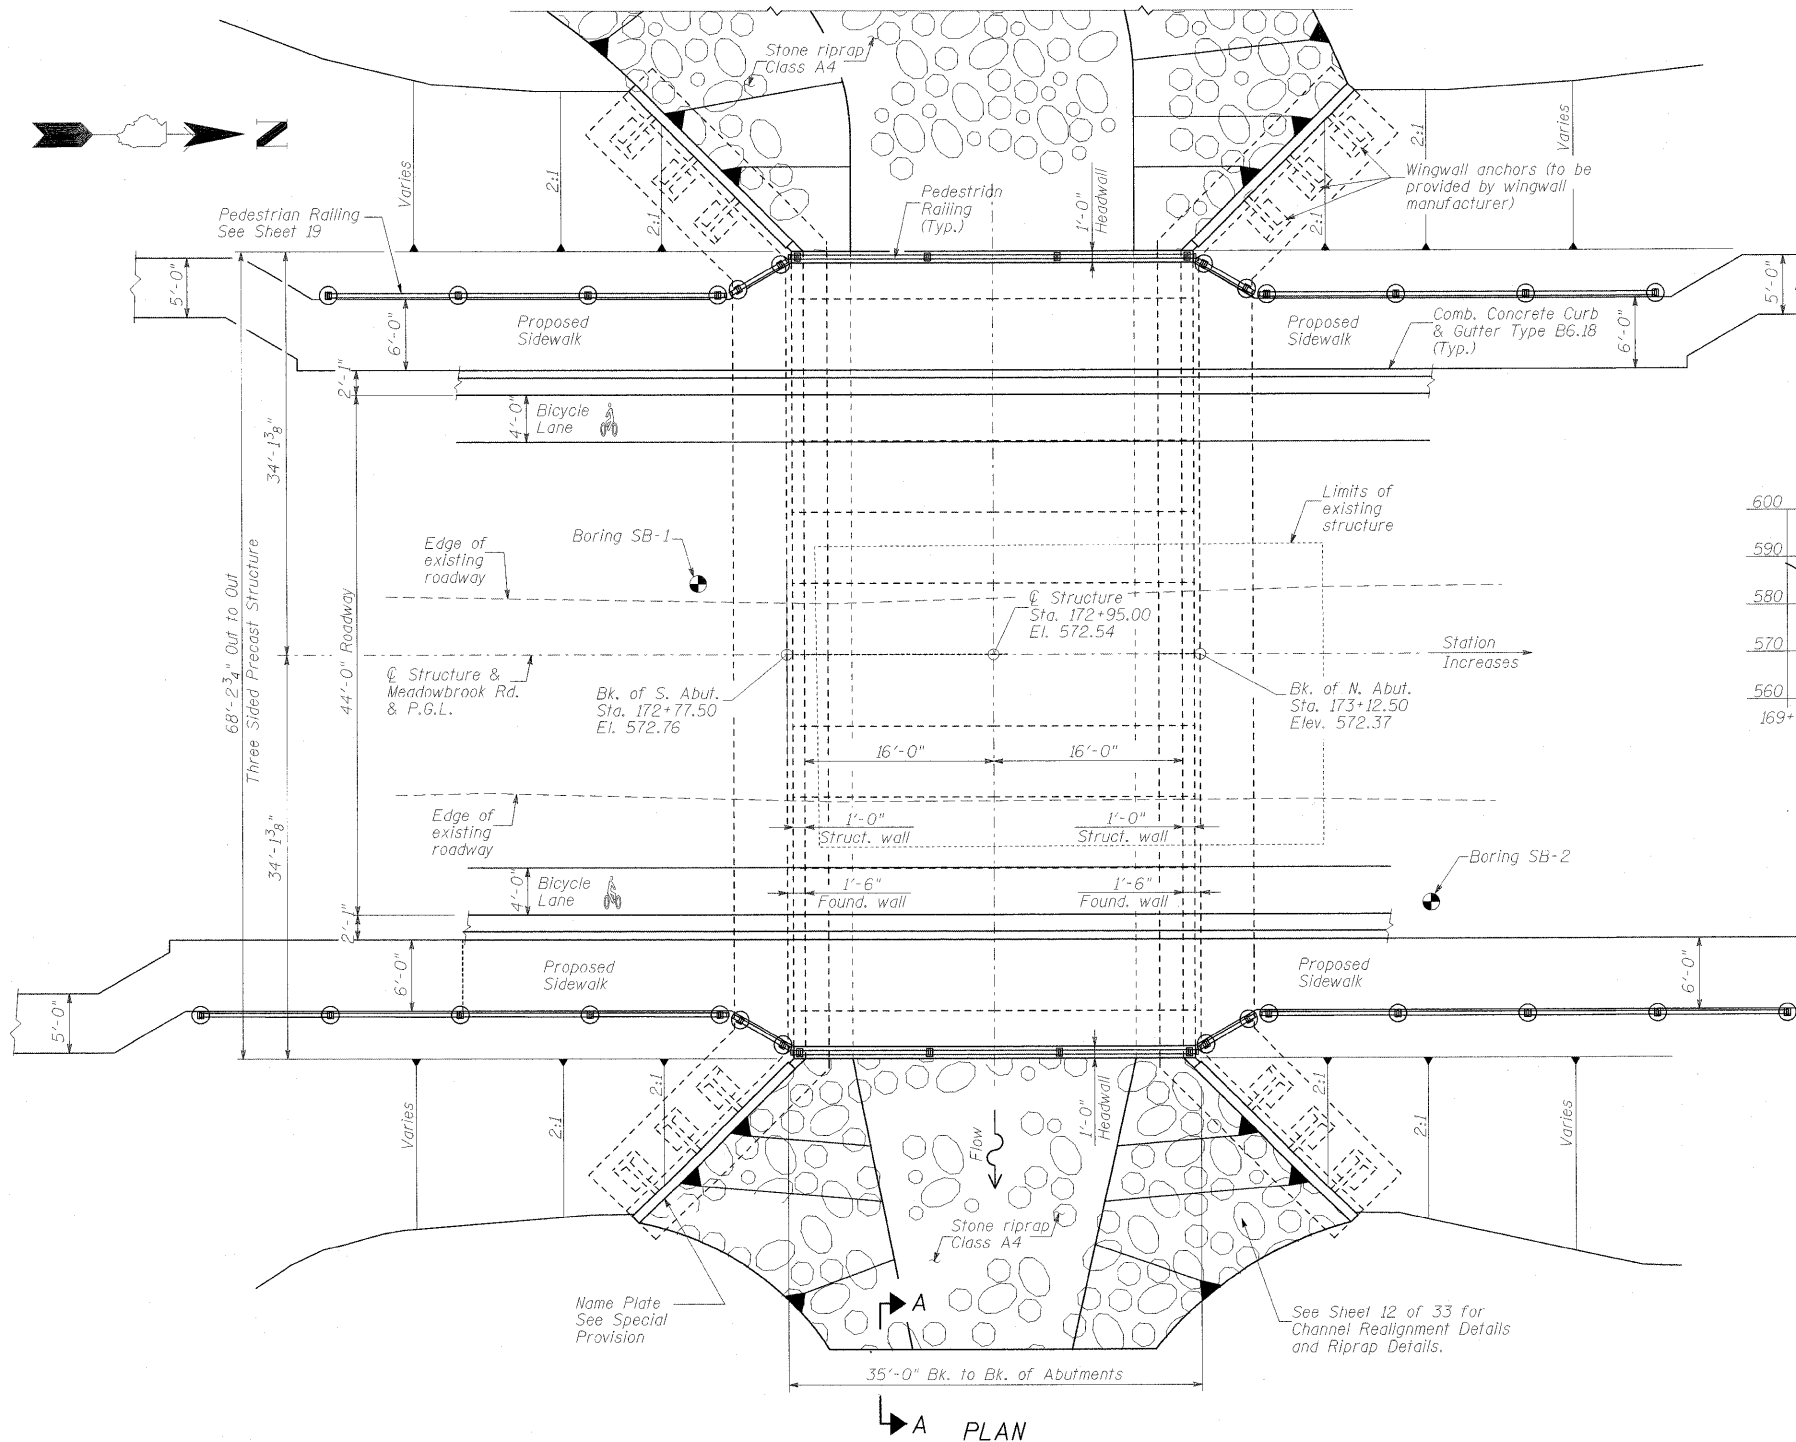 Stone riprap
Class A4
Varies
2:1
2:1
Pedestrian Railing
See Sheet 19
Pedestrian
Railing
(Typ.)
1'-0"
Headwall
2:1
2:1
Varies
Wingwall anchors (to be
provided by wingwall
manufacturer)
5'-0"
6'-0"
Proposed
Sidewalk
Proposed
Sidewalk
Comb. Concrete Curb
& Gutter Type B6.18
(Typ.)
6'-0"
5'-0"
2'-1"
4'-0"
Bicycle
Lane
34'-1 3/8"
68'-2 3/4" Out to Out
Three Sided Precast Structure
44'-0" Roadway
Edge of
existing
roadway
Boring SB-1
Limits of
existing
structure
600
590
580
570
560
169+
℄ Structure
Sta. 172+95.00
El. 572.54
Station
Increases
℄ Structure &
Meadowbrook Rd.
& P.G.L.
Bk. of S. Abut.
Sta. 172+77.50
El. 572.76
Bk. of N. Abut.
Sta. 173+12.50
Elev. 572.37
16'-0"
16'-0"
Edge of
existing
roadway
1'-0"
Struct. wall
1'-0"
Struct. wall
34'-1 3/8"
Boring SB-2
4'-0"
Bicycle
Lane
1'-6"
Found. wall
1'-6"
Found. wall
2'-1"
5'-0"
6'-0"
Proposed
Sidewalk
Proposed
Sidewalk
6'-0"
Varies
2:1
2:1
Flow
1'-0"
Headwall
2:1
2:1
Varies
Stone riprap
Class A4
Name Plate
See Special
Provision
A
See Sheet 12 of 33 for
Channel Realignment Details
and Riprap Details.
35'-0" Bk. to Bk. of Abutments
A
PLAN